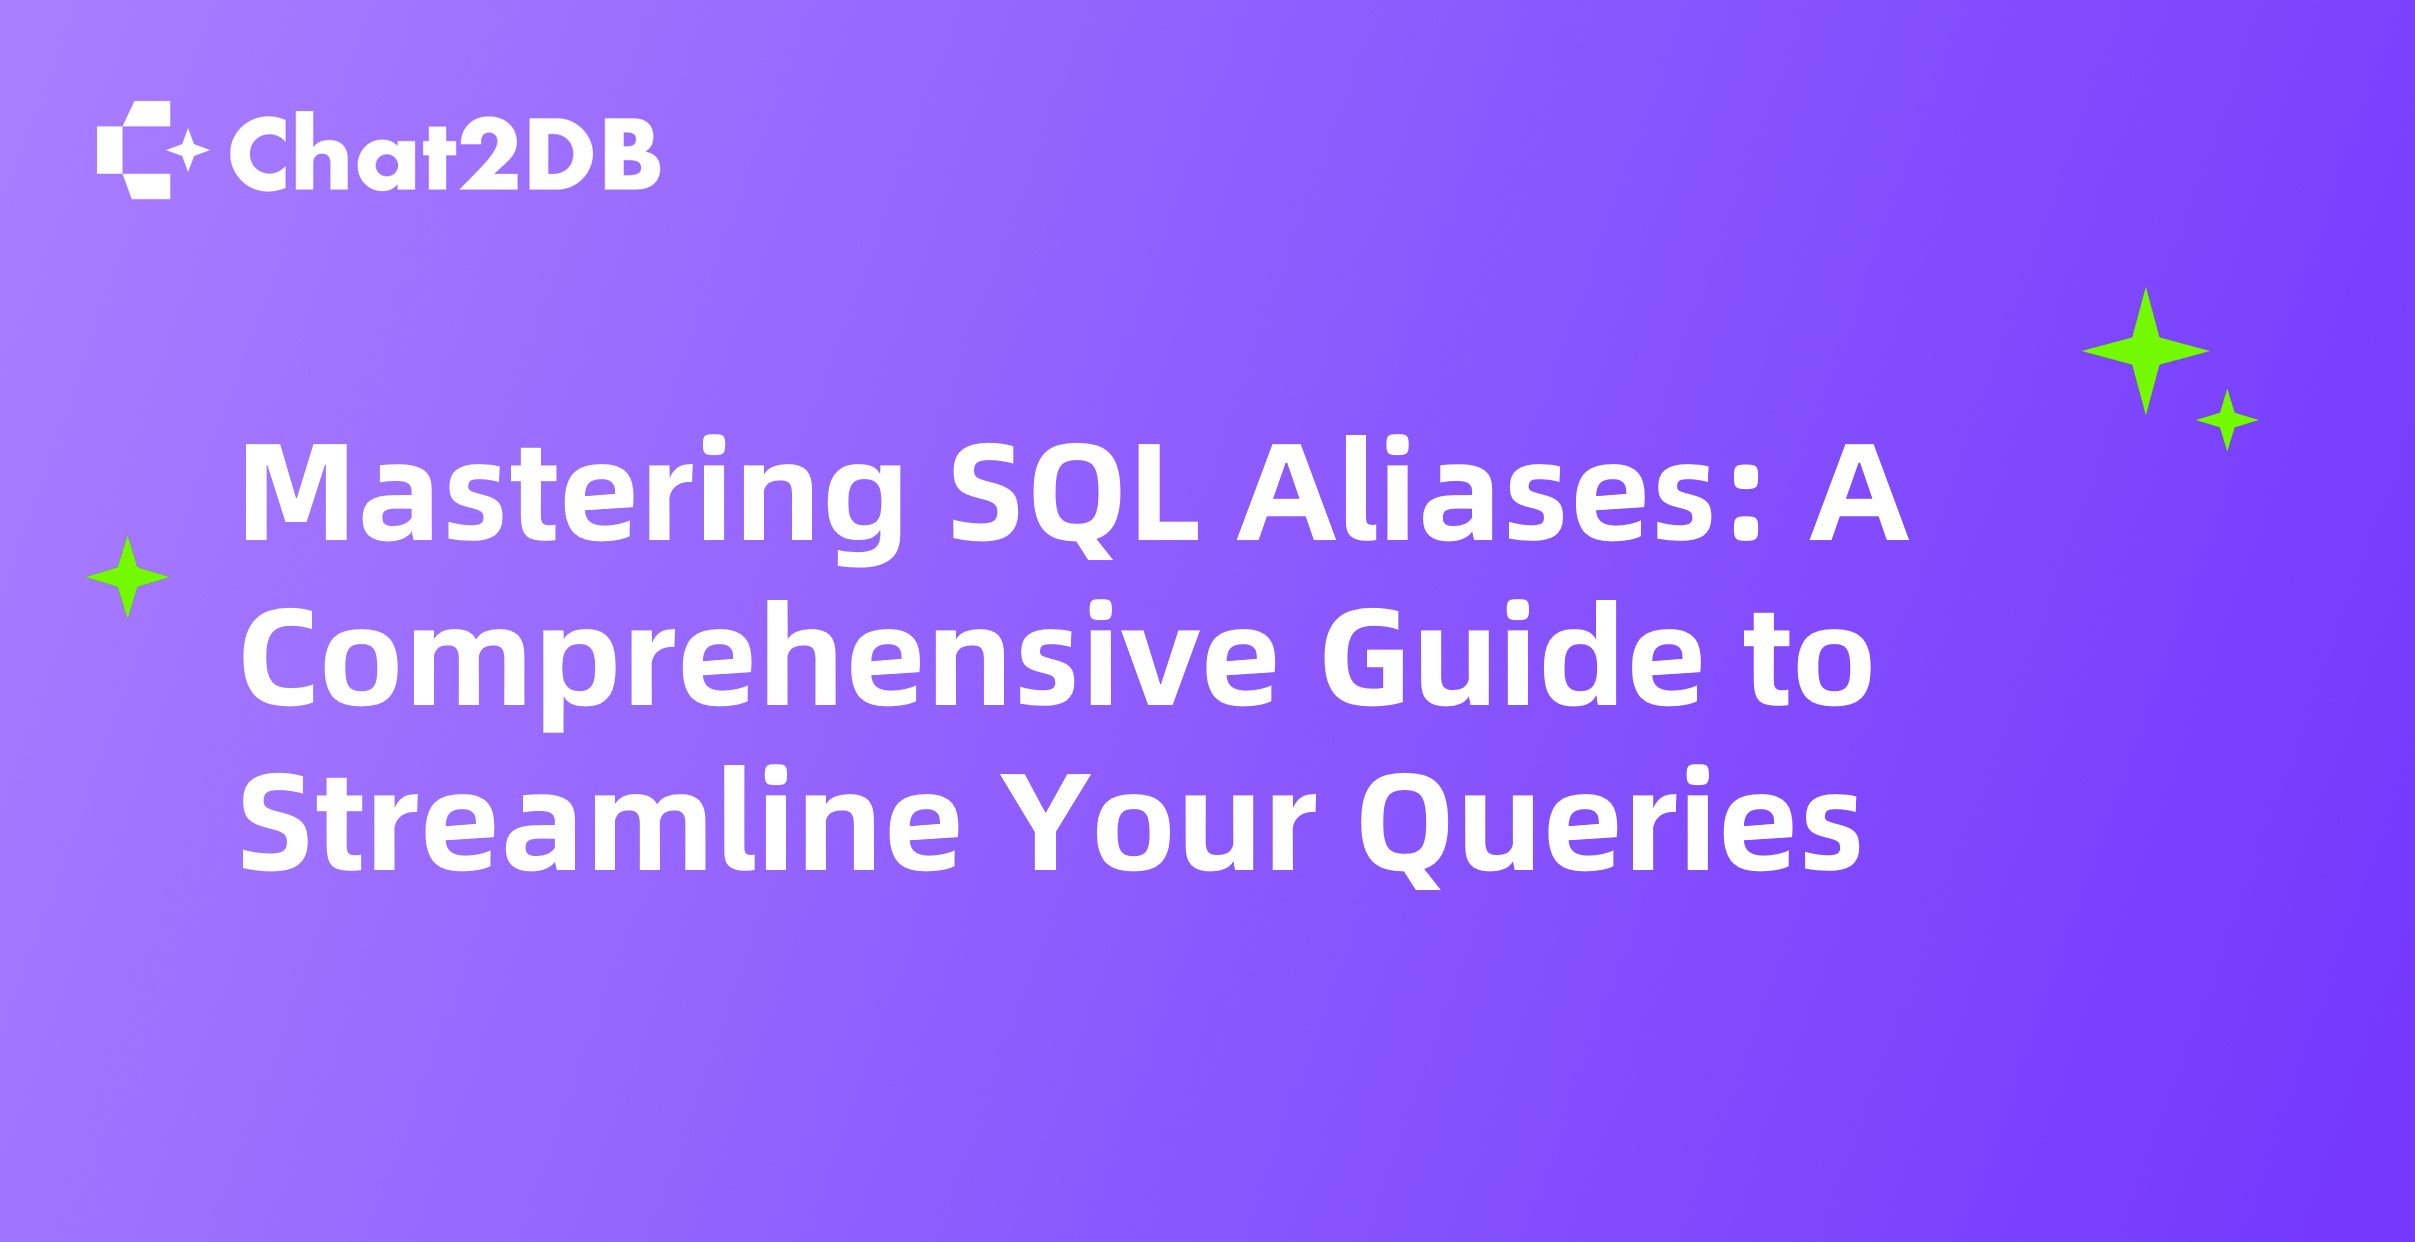 Chat2DB
Mastering SQL Aliases: A
Comprehensive Guide to
Streamline Your Queries